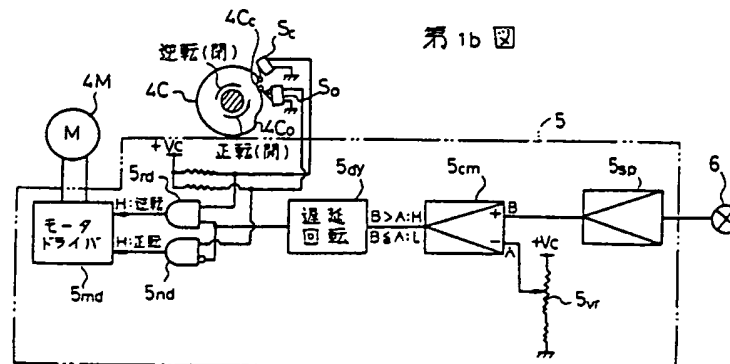 第1b図
4Cc
Sc
逆転(閉)
4C
So
4M
4Co
M
+Vc
正転(閉)
5
5rd
5dy
5cm
5sp
6
H:逆転
モータ
ドライバ
遅延
回転
B>A:H
B≦A:L
+
B
−
A
H:正転
+Vc
5md
5nd
5vr